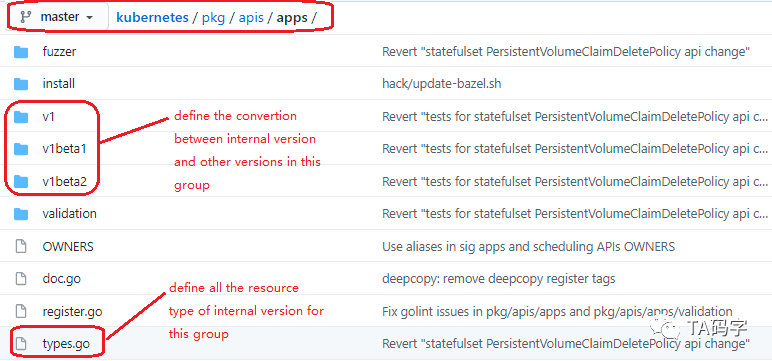 master kubernetes / pkg / apis / apps /
fuzzer Revert "statefulset PersistentVolumeClaimDeletePolicy api change"
install hack/update-bazel.sh
v1 define the convertion Revert "tests for statefulset PersistentVolumeClaimDeletePolicy api c...
between internal version
v1beta1 and other versions in this Revert "tests for statefulset PersistentVolumeClaimDeletePolicy api c...
group
v1beta2 Revert "tests for statefulset PersistentVolumeClaimDeletePolicy api c...
validation Revert "tests for statefulset PersistentVolumeClaimDeletePolicy api c...
OWNERS Use aliases in sig apps and scheduling APIs OWNERS
doc.go define all the resource deepcopy: remove deepcopy register tags
type of internal version for
register.go this group Fix golint issues in pkg/apis/apps and pkg/apis/apps/validation
types.go Revert "statefulset PersistentVolumeClaimDeletePolicy api change"
TA码字